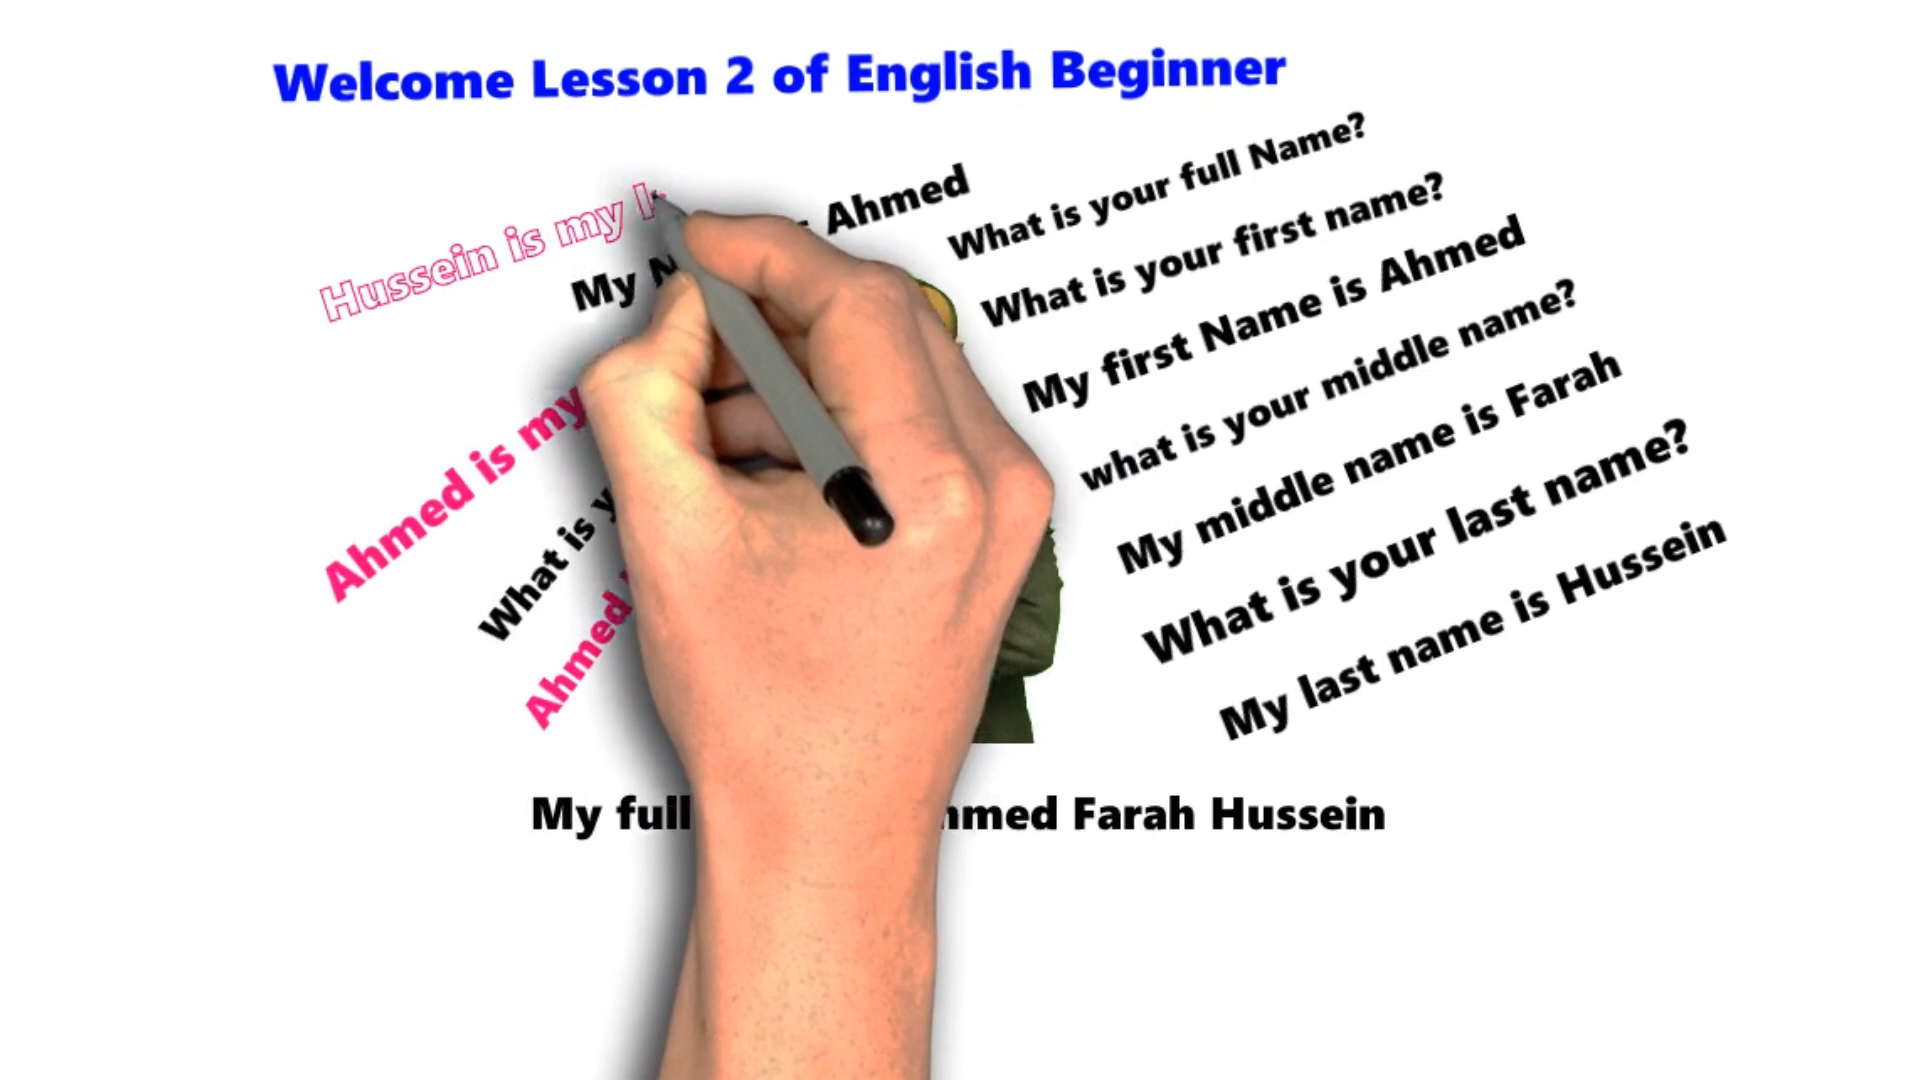 Welcome Lesson 2 of English Beginner
Hussein is my
My
Ahmed
Ahmed is my
What is
Ahmed
What is your full Name?
What is your first name?
My first Name is Ahmed
what is your middle name?
My middle name is Farah
What is your last name?
My last name is Hussein
My full hmed Farah Hussein